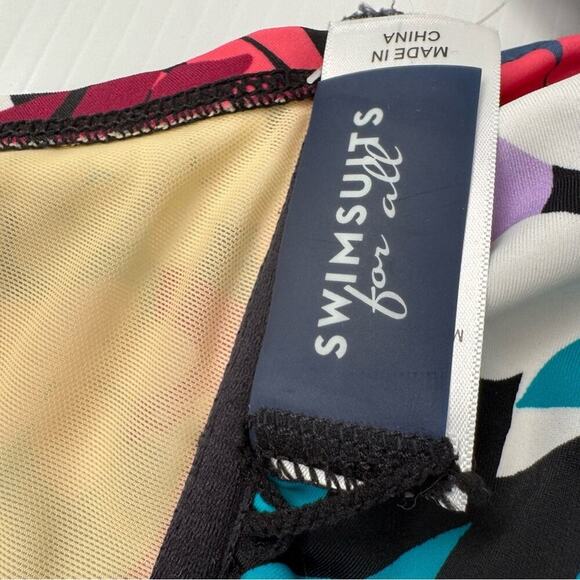 MADE IN
CHINA
SWIMSUITS
for all
M